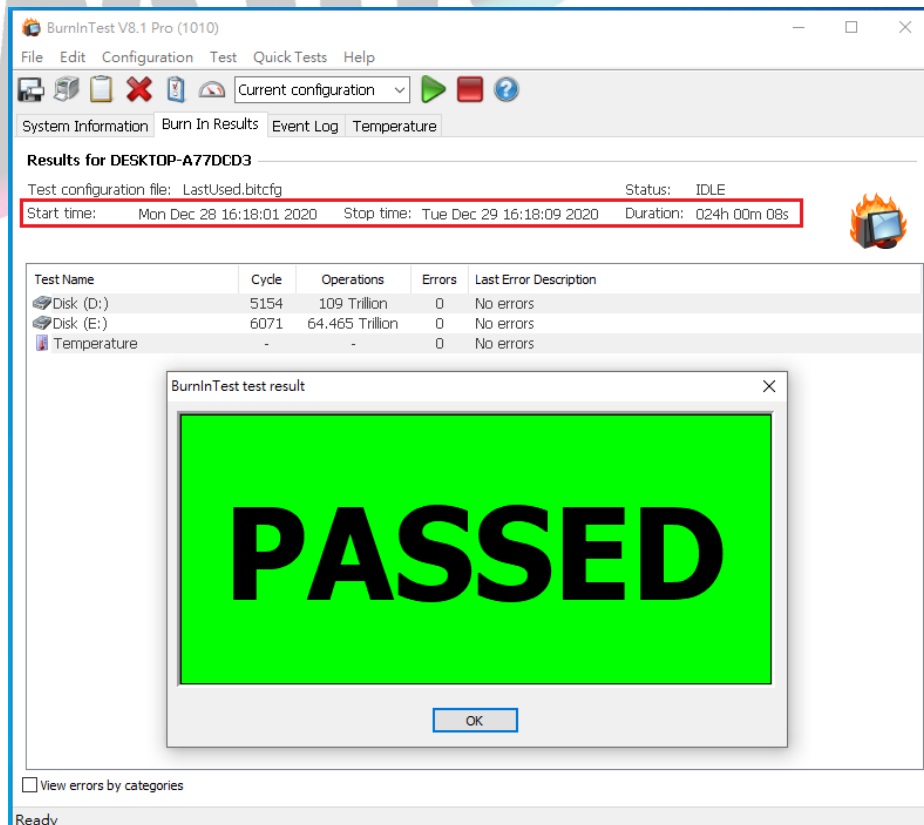 BurnInTest V8.1 Pro (1010)
File Edit Configuration Test Quick Tests Help
Current configuration
System Information Burn In Results Event Log Temperature
Results for DESKTOP-A77DCD3
Test configuration file: LastUsed.bitcfg Status: IDLE
Start time: Mon Dec 28 16:18:01 2020 Stop time: Tue Dec 29 16:18:09 2020 Duration: 024h 00m 08s
Test Name Cycle Operations Errors Last Error Description
Disk (D:) 5154 109 Trillion 0 No errors
Disk (E:) 6071 64.465 Trillion 0 No errors
Temperature - - 0 No errors
BurnInTest test result
PASSED
OK
View errors by categories
Ready